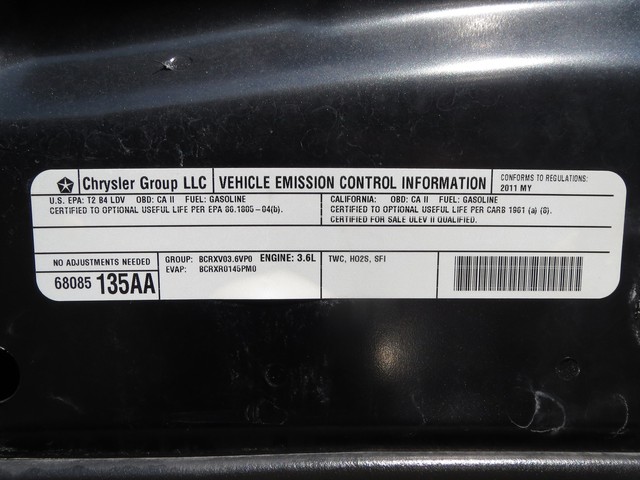 Chrysler Group LLC VEHICLE EMISSION CONTROL INFORMATION CONFORMS TO REGULATIONS:
2011 MY
U.S. EPA: T2 B4 LDV OBD: CA II FUEL: GASOLINE
CERTIFIED TO OPTIONAL USEFUL LIFE PER EPA 86.1805-04(b).
CALIFORNIA: OBD: CA II FUEL: GASOLINE
CERTIFIED TO OPTIONAL USEFUL LIFE PER CARB 1961 (a) (8).
CERTIFIED FOR SALE ULEV II QUALIFIED.
NO ADJUSTMENTS NEEDED
68085 135AA
GROUP: BCRXV03.6VP0 ENGINE: 3.6L
EVAP: BCRXR0145PM0
TWC, HO2S, SFI